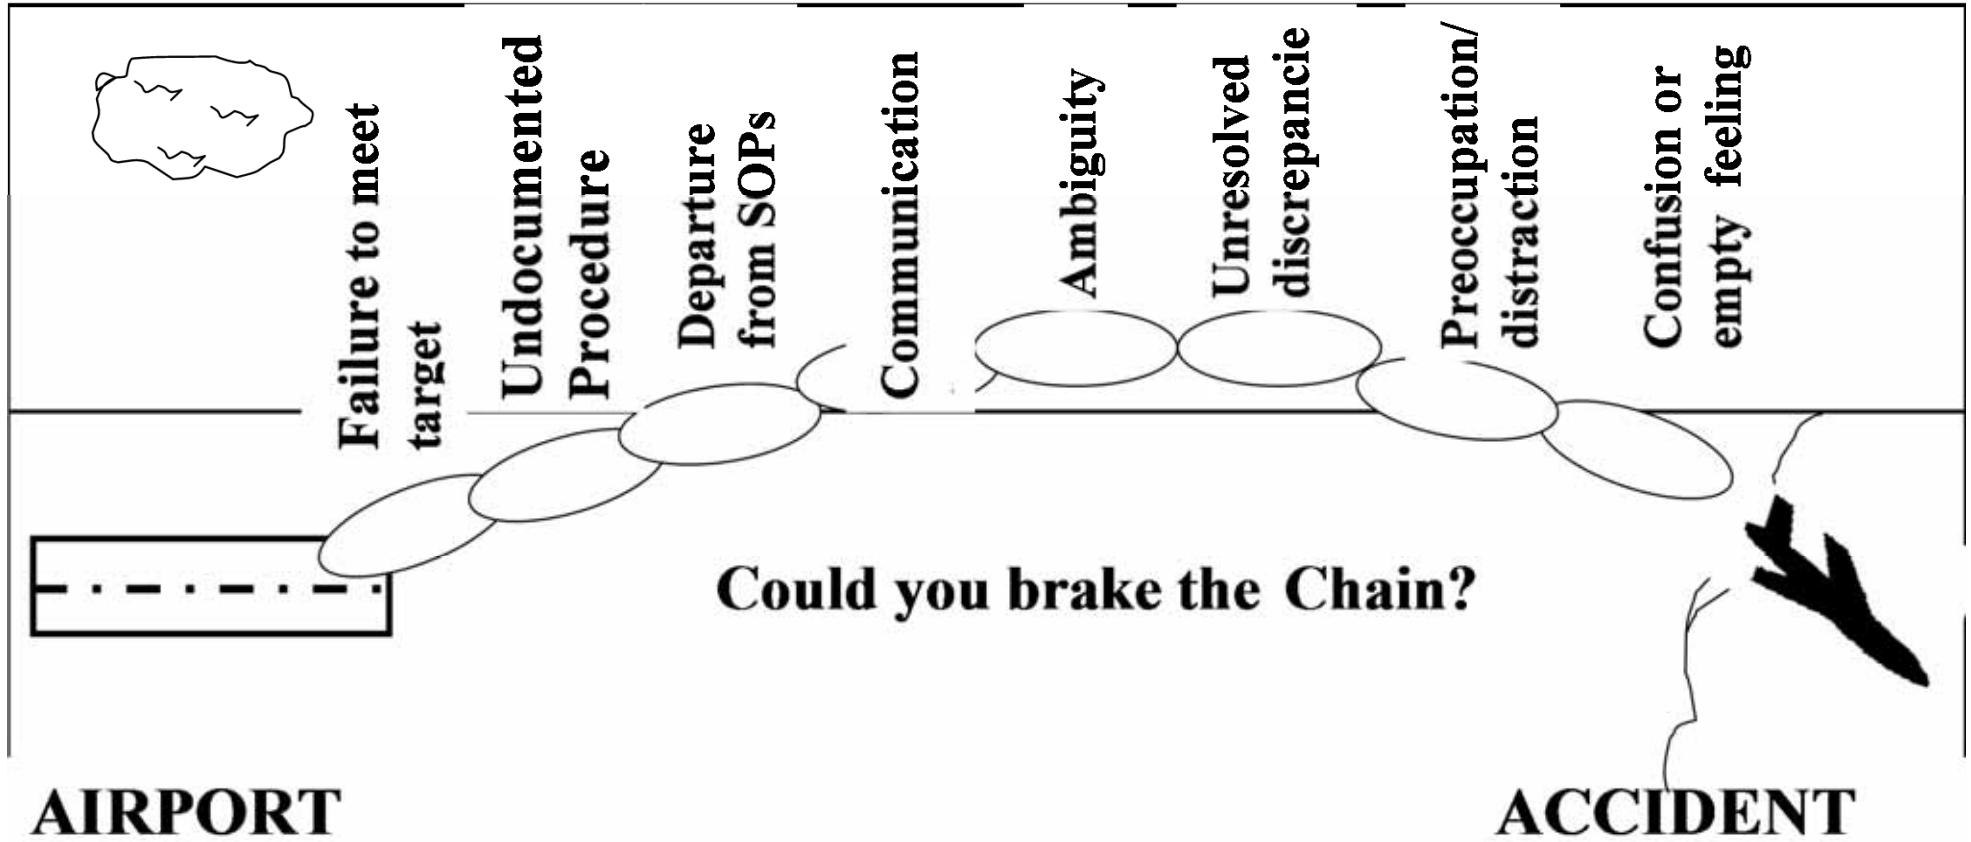 Failure to meet
target
Undocumented
Procedure
Departure
from SOPs
Communication
Ambiguity
Unresolved
discrepancie
Preoccupation/
distraction
Confusion or
empty feeling
Could you brake the Chain?
AIRPORT
ACCIDENT